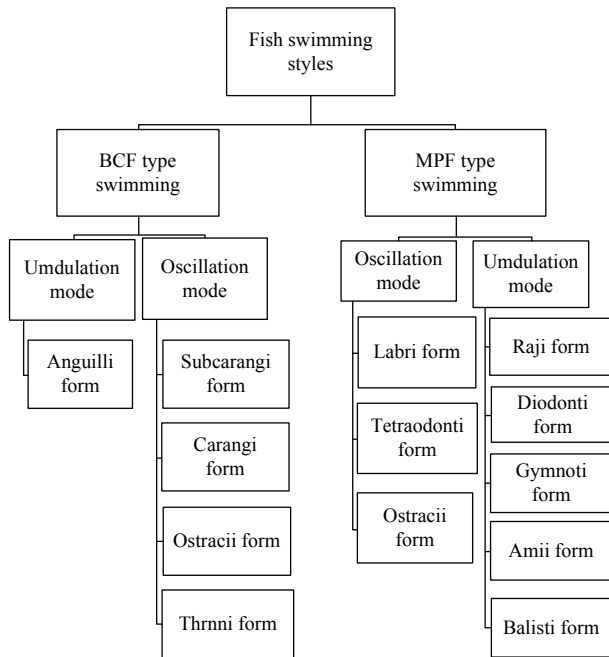 Fish swimming
styles
BCF type
swimming
MPF type
swimming
Umdulation
mode
Oscillation
mode
Oscillation
mode
Umdulation
mode
Anguilli
form
Subcarangi
form
Carangi
form
Ostracii form
Thrnni form
Labri form
Tetraodonti
form
Ostracii
form
Raji form
Diodonti
form
Gymnoti
form
Amii form
Balisti form